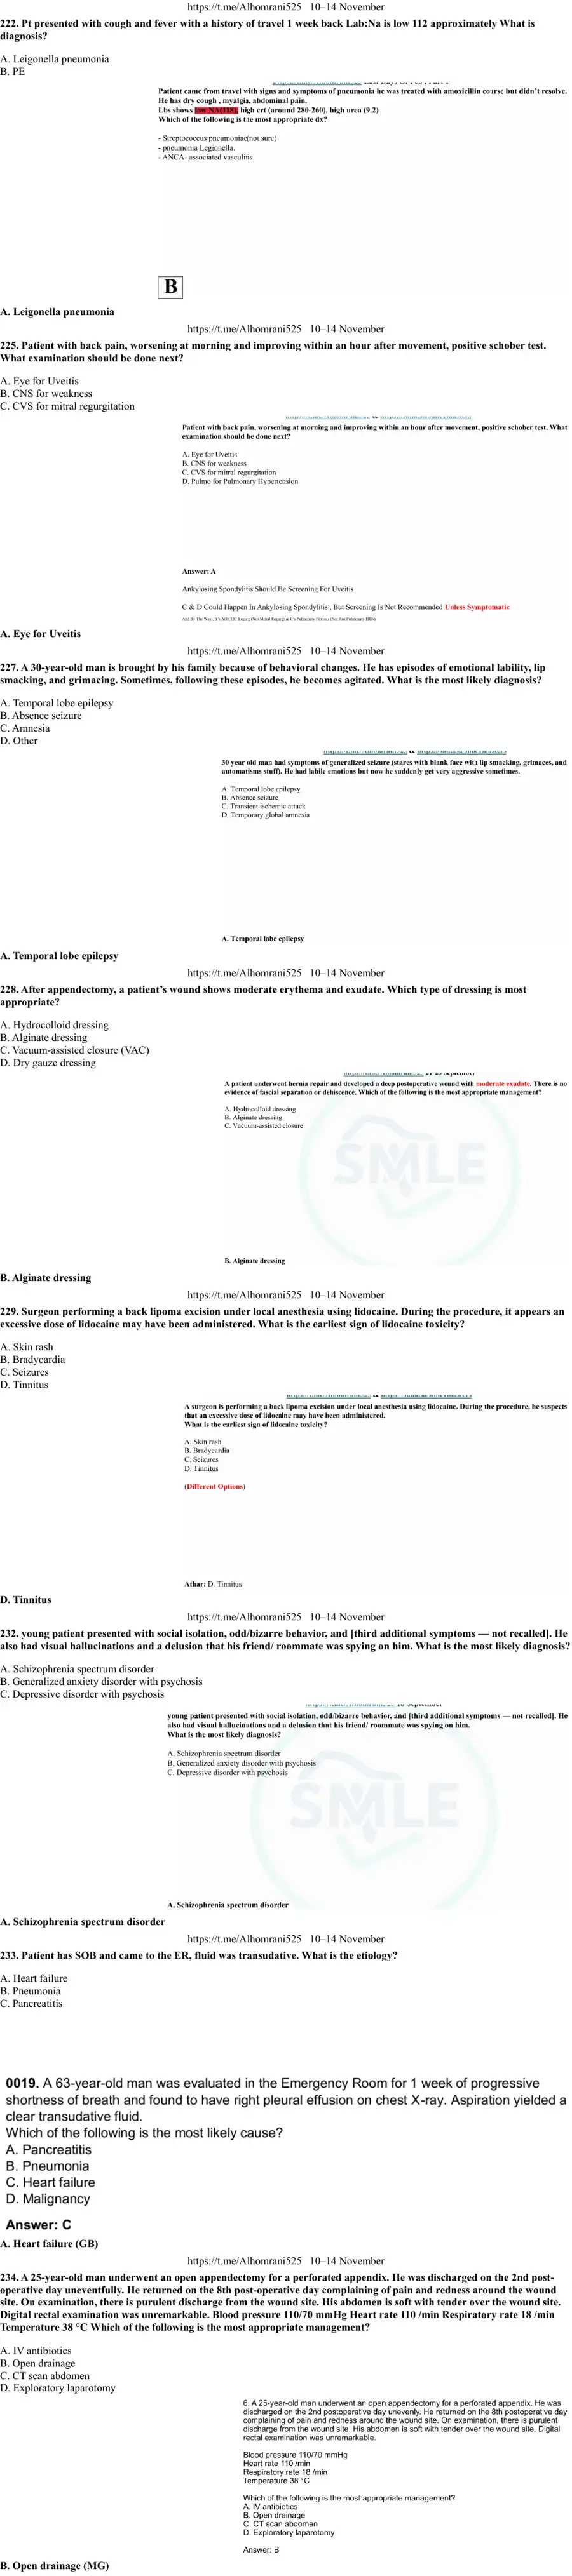 https://t.me/Alhomrani525 10–14 November
222. Pt presented with cough and fever with a history of travel 1 week back Lab:Na is low 112 approximately What is
diagnosis?
A. Leigonella pneumonia
B. PE
Patient came from travel with signs and symptoms of pneumonia he was treated with amoxicillin course but didn't resolve.
He has dry cough , myalgia, abdominal pain.
Lbs shows low NA(118), high crt (around 280-260), high urea (9.2)
Which of the following is the most appropriate dx?
- Streptococcus pneumoniae(not sure)
- pneumonia Legionella.
- ANCA- associated vasculitis
B
A. Leigonella pneumonia
https://t.me/Alhomrani525 10–14 November
225. Patient with back pain, worsening at morning and improving within an hour after movement, positive schober test.
What examination should be done next?
A. Eye for Uveitis
B. CNS for weakness
C. CVS for mitral regurgitation
Patient with back pain, worsening at morning and improving within an hour after movement, positive schober test. What
examination should be done next?
A. Eye for Uveitis
B. CNS for weakness
C. CVS for mitral regurgitation
D. Pulmo for Pulmonary Hypertension
Answer: A
Ankylosing Spondylitis Should Be Screening For Uveitis
C & D Could Happen In Ankylosing Spondylitis , But Screening Is Not Recommended Unless Symptomatic
And By The Way , It's AORTIC Regurg (Not Mitral Regurg) & It's Pulmonary Fibrosis (Not Just Pulmonary HTN)
A. Eye for Uveitis
https://t.me/Alhomrani525 10–14 November
227. A 30-year-old man is brought by his family because of behavioral changes. He has episodes of emotional lability, lip
smacking, and grimacing. Sometimes, following these episodes, he becomes agitated. What is the most likely diagnosis?
A. Temporal lobe epilepsy
B. Absence seizure
C. Amnesia
D. Other
30 year old man had symptoms of generalized seizure (stares with blank face with lip smacking, grimaces, and
automatisms stuff). He had labile emotions but now he suddenly get very aggressive sometimes.
A. Temporal lobe epilepsy
B. Absence seizure
C. Transient ischemic attack
D. Temporary global amnesia
A. Temporal lobe epilepsy
A. Temporal lobe epilepsy
https://t.me/Alhomrani525 10–14 November
228. After appendectomy, a patient's wound shows moderate erythema and exudate. Which type of dressing is most
appropriate?
A. Hydrocolloid dressing
B. Alginate dressing
C. Vacuum-assisted closure (VAC)
D. Dry gauze dressing
A patient underwent hernia repair and developed a deep postoperative wound with moderate exudate. There is no
evidence of fascial separation or dehiscence. Which of the following is the most appropriate management?
A. Hydrocolloid dressing
B. Alginate dressing
C. Vacuum-assisted closure
SMLE
B. Alginate dressing
B. Alginate dressing
https://t.me/Alhomrani525 10–14 November
229. Surgeon performing a back lipoma excision under local anesthesia using lidocaine. During the procedure, it appears an
excessive dose of lidocaine may have been administered. What is the earliest sign of lidocaine toxicity?
A. Skin rash
B. Bradycardia
C. Seizures
D. Tinnitus
A surgeon is performing a back lipoma excision under local anesthesia using lidocaine. During the procedure, he suspects
that an excessive dose of lidocaine may have been administered.
What is the earliest sign of lidocaine toxicity?
A. Skin rash
B. Bradycardia
C. Seizures
D. Tinnitus
(Different Options)
Athar: D. Tinnitus
D. Tinnitus
https://t.me/Alhomrani525 10–14 November
232. young patient presented with social isolation, odd/bizarre behavior, and [third additional symptoms — not recalled]. He
also had visual hallucinations and a delusion that his friend/ roommate was spying on him. What is the most likely diagnosis?
A. Schizophrenia spectrum disorder
B. Generalized anxiety disorder with psychosis
C. Depressive disorder with psychosis
young patient presented with social isolation, odd/bizarre behavior, and [third additional symptoms — not recalled]. He
also had visual hallucinations and a delusion that his friend/ roommate was spying on him.
What is the most likely diagnosis?
A. Schizophrenia spectrum disorder
B. Generalized anxiety disorder with psychosis
C. Depressive disorder with psychosis
SMLE
A. Schizophrenia spectrum disorder
A. Schizophrenia spectrum disorder
https://t.me/Alhomrani525 10–14 November
233. Patient has SOB and came to the ER, fluid was transudative. What is the etiology?
A. Heart failure
B. Pneumonia
C. Pancreatitis
0019. A 63-year-old man was evaluated in the Emergency Room for 1 week of progressive
shortness of breath and found to have right pleural effusion on chest X-ray. Aspiration yielded a
clear transudative fluid.
Which of the following is the most likely cause?
A. Pancreatitis
B. Pneumonia
C. Heart failure
D. Malignancy
Answer: C
A. Heart failure (GB)
https://t.me/Alhomrani525 10–14 November
234. A 25-year-old man underwent an open appendectomy for a perforated appendix. He was discharged on the 2nd post-
operative day uneventfully. He returned on the 8th post-operative day complaining of pain and redness around the wound
site. On examination, there is purulent discharge from the wound site. His abdomen is soft with tender over the wound site.
Digital rectal examination was unremarkable. Blood pressure 110/70 mmHg Heart rate 110 /min Respiratory rate 18 /min
Temperature 38 °C Which of the following is the most appropriate management?
A. IV antibiotics
B. Open drainage
C. CT scan abdomen
D. Exploratory laparotomy
6. A 25-year-old man underwent an open appendectomy for a perforated appendix. He was
discharged on the 2nd postoperative day unevenly. He returned on the 8th postoperative day
complaining of pain and redness around the wound site. On examination, there is purulent
discharge from the wound site. His abdomen is soft with tender over the wound site. Digital
rectal examination was unremarkable.
Blood pressure 110/70 mmHg
Heart rate 110 /min
Respiratory rate 18 /min
Temperature 38 °C
Which of the following is the most appropriate management?
A. IV antibiotics
B. Open drainage
C. CT scan abdomen
D. Exploratory laparotomy
Answer: B
B. Open drainage (MG)